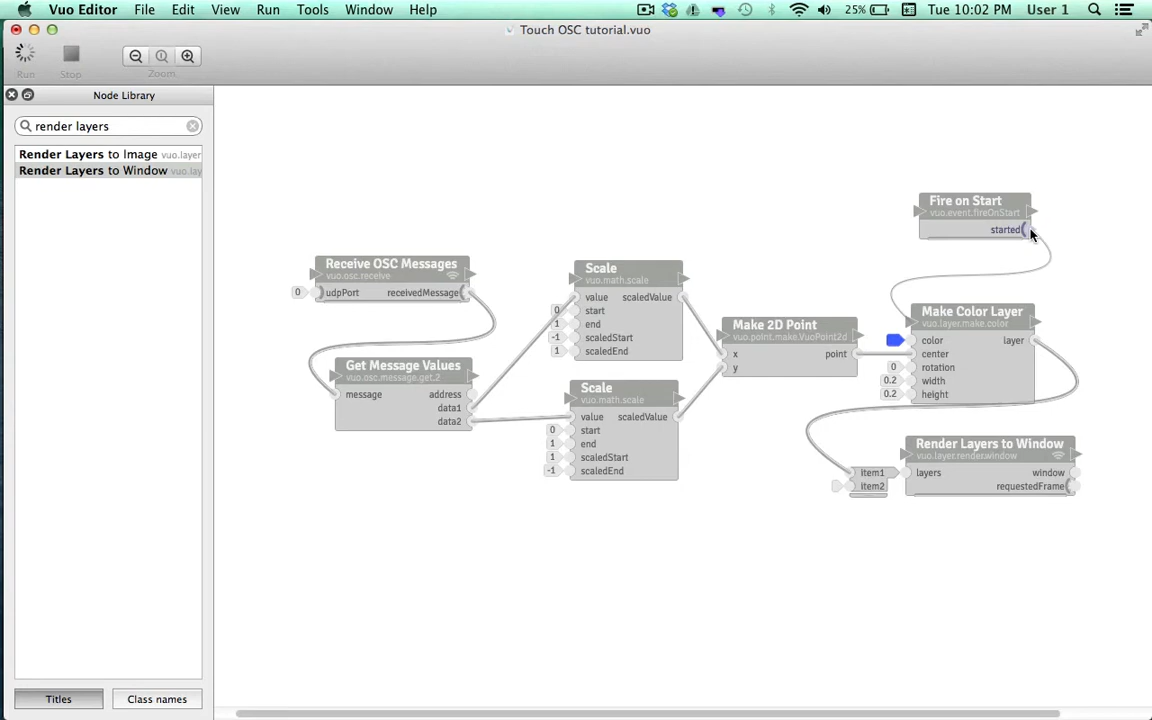 Vuo Editor File Edit View Run Tools Window Help 25% Tue 10:02 PM User 1
Touch OSC tutorial.vuo
Run Stop Zoom
Node Library
render layers
Render Layers to Image vuo.layer
Render Layers to Window vuo.lay
Titles Class names
Receive OSC Messages
vuo.osc.receive
0 udpPort receivedMessage
Get Message Values
vuo.osc.message.get.2
message address
data1
data2
Scale
vuo.math.scale
value scaledValue
0 start
1 end
-1 scaledStart
1 scaledEnd
Scale
vuo.math.scale
value scaledValue
0 start
1 end
1 scaledStart
-1 scaledEnd
Make 2D Point
vuo.point.make.VuoPoint2d
x point
y
Fire on Start
vuo.event.fireOnStart
started
Make Color Layer
vuo.layer.make.color
color layer
center
0 rotation
0.2 width
0.2 height
Render Layers to Window
vuo.layer.render.window
item1 layers window
item2 requestedFrame